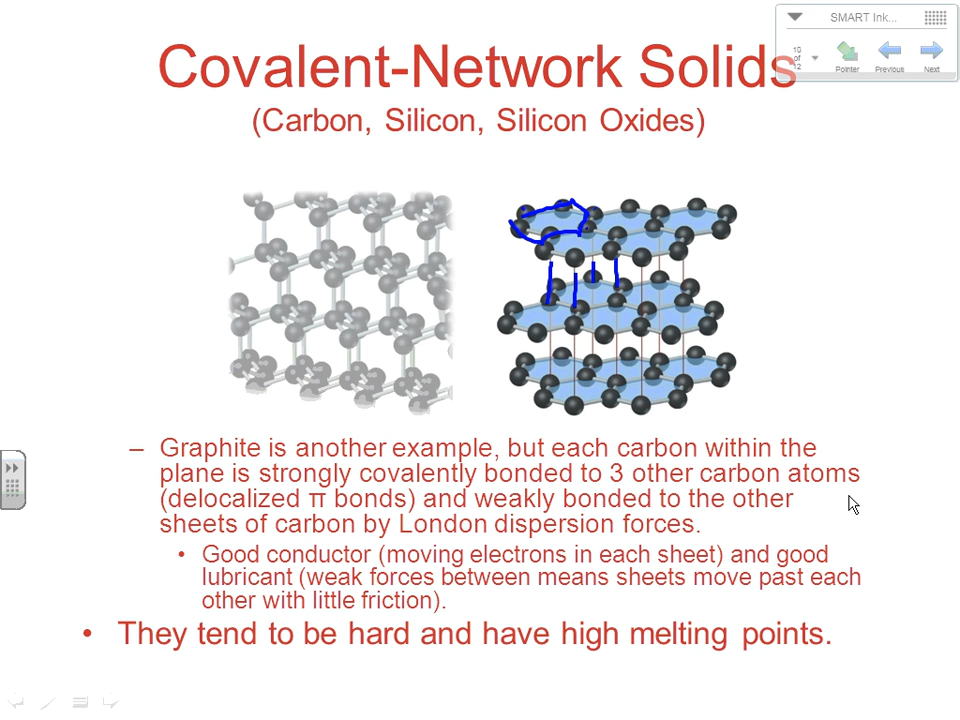 SMART Ink...
10
of
12
Pointer
Previous
Next
Covalent-Network Solids
(Carbon, Silicon, Silicon Oxides)
– Graphite is another example, but each carbon within the
plane is strongly covalently bonded to 3 other carbon atoms
(delocalized π bonds) and weakly bonded to the other
sheets of carbon by London dispersion forces.
• Good conductor (moving electrons in each sheet) and good
lubricant (weak forces between means sheets move past each
other with little friction).
• They tend to be hard and have high melting points.